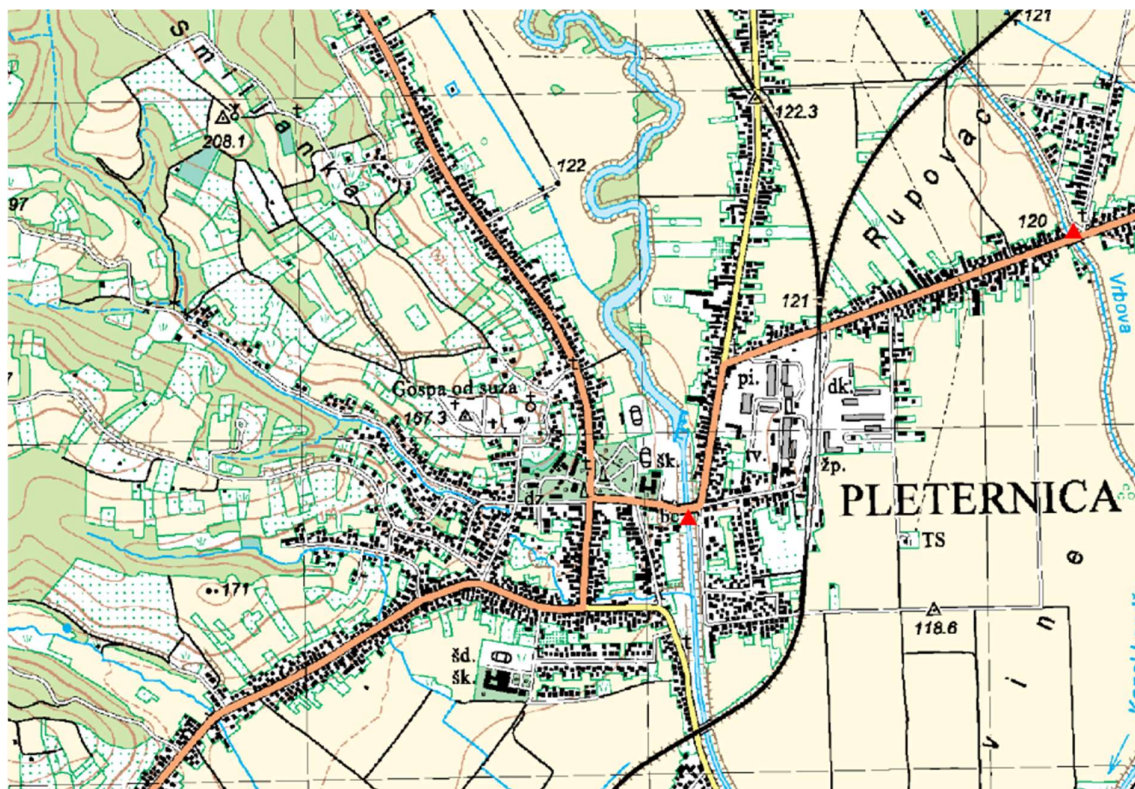 121
Smiljanka
122.3
208.1
122
Rupovac
97
120
121
Vrbova
Gospa od suza
pi.
dk.
167.3
šk.
tv.
žp.
dz.
PLETERNICA
TS
171
118.6
šd.
šk.